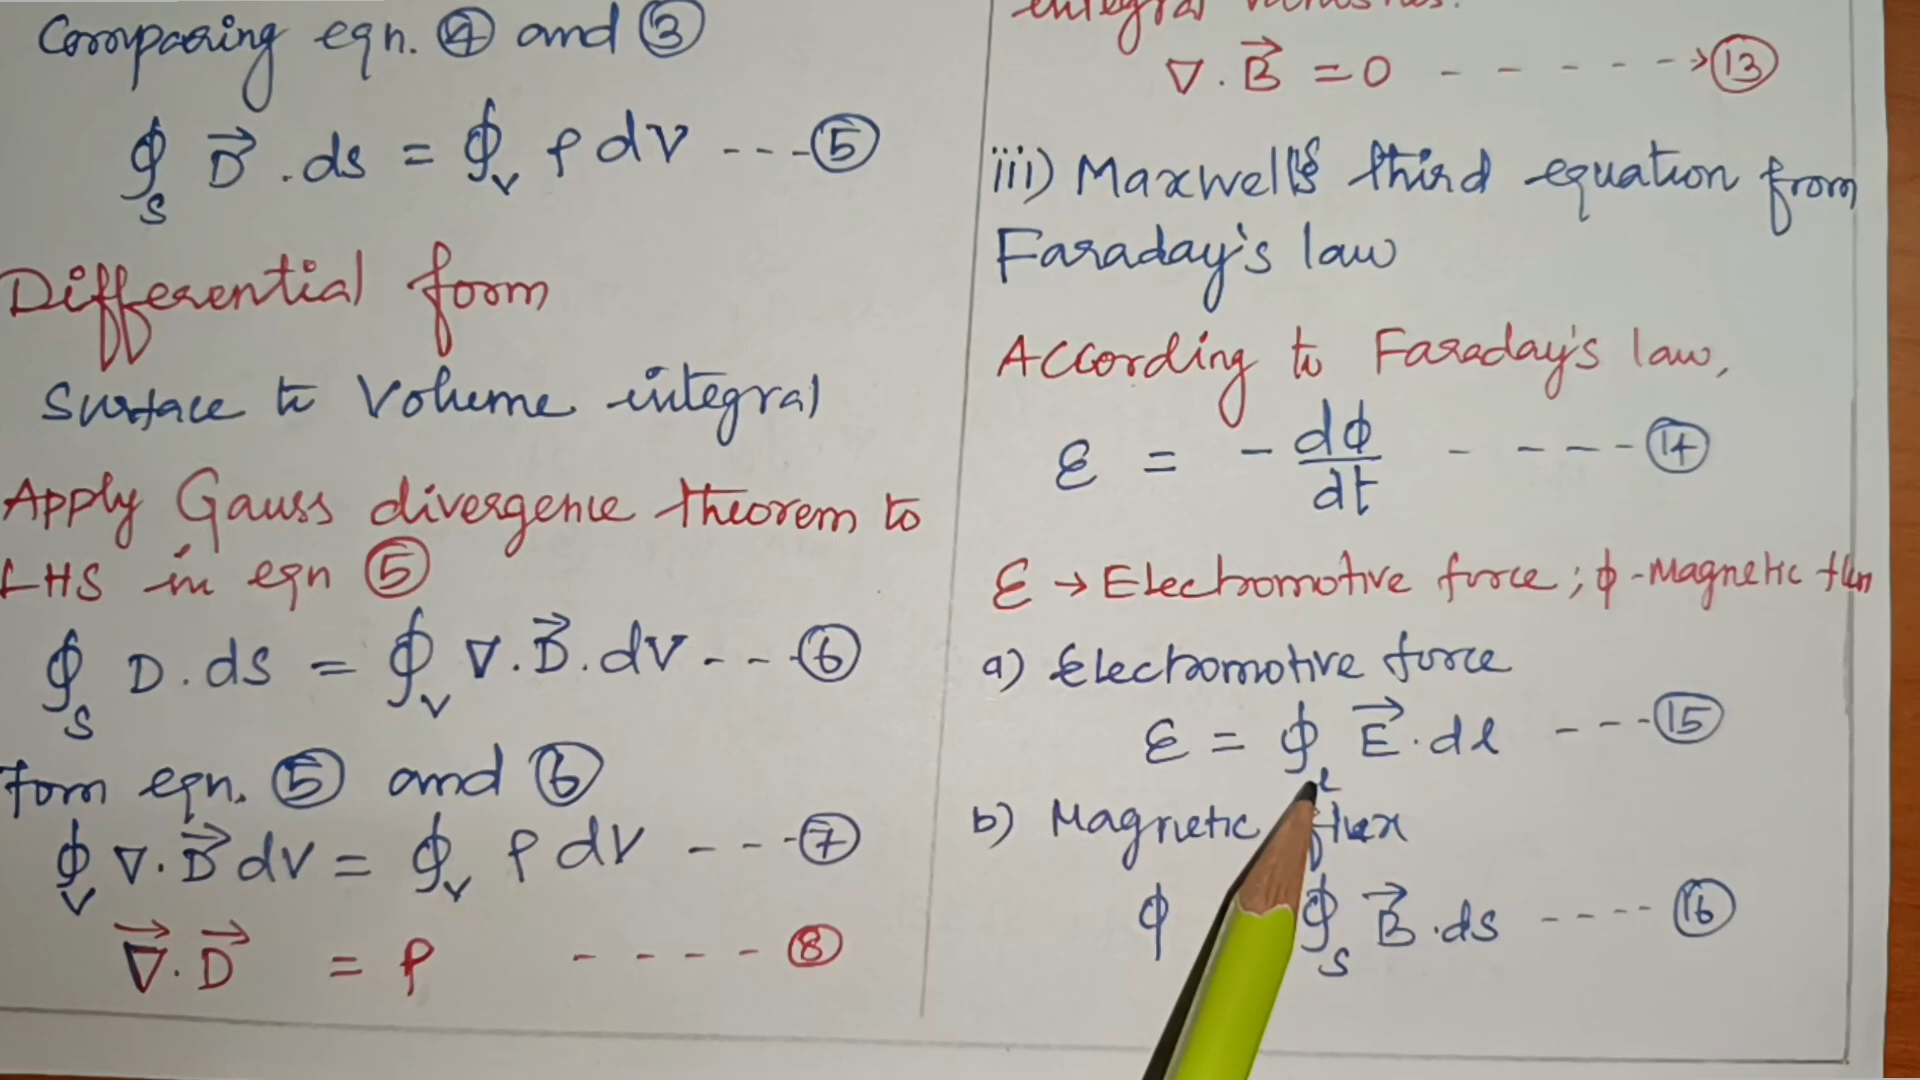 Comparing eqn. ④ and ③
∮s D⃗ . ds = ∮v ρ dV ---⑤
Differential form
Surface to Volume integral
Apply Gauss divergence theorem to
LHS in eqn ⑤
∮s D . ds = ∮v ∇ . D⃗ . dV - - -⑥
form eqn. ⑤ and ⑥
∮v ∇ . D⃗ dV = ∮v ρ dV - - -⑦
∇⃗ . D⃗ = ρ - - - - ⑧
integral vanishes.
∇ . B⃗ = 0 - - - - - ->⑬
iii) Maxwell's third equation from
Faraday's law
According to Faraday's law,
ℰ = - dϕ/dt - - - - -⑭
ℰ → Electromotive force ; ϕ - Magnetic flux
a) Electromotive force
ℰ = ∮l E⃗ . dl - - -⑮
b) Magnetic flux
ϕ ∮s B⃗ . ds - - - - ⑯